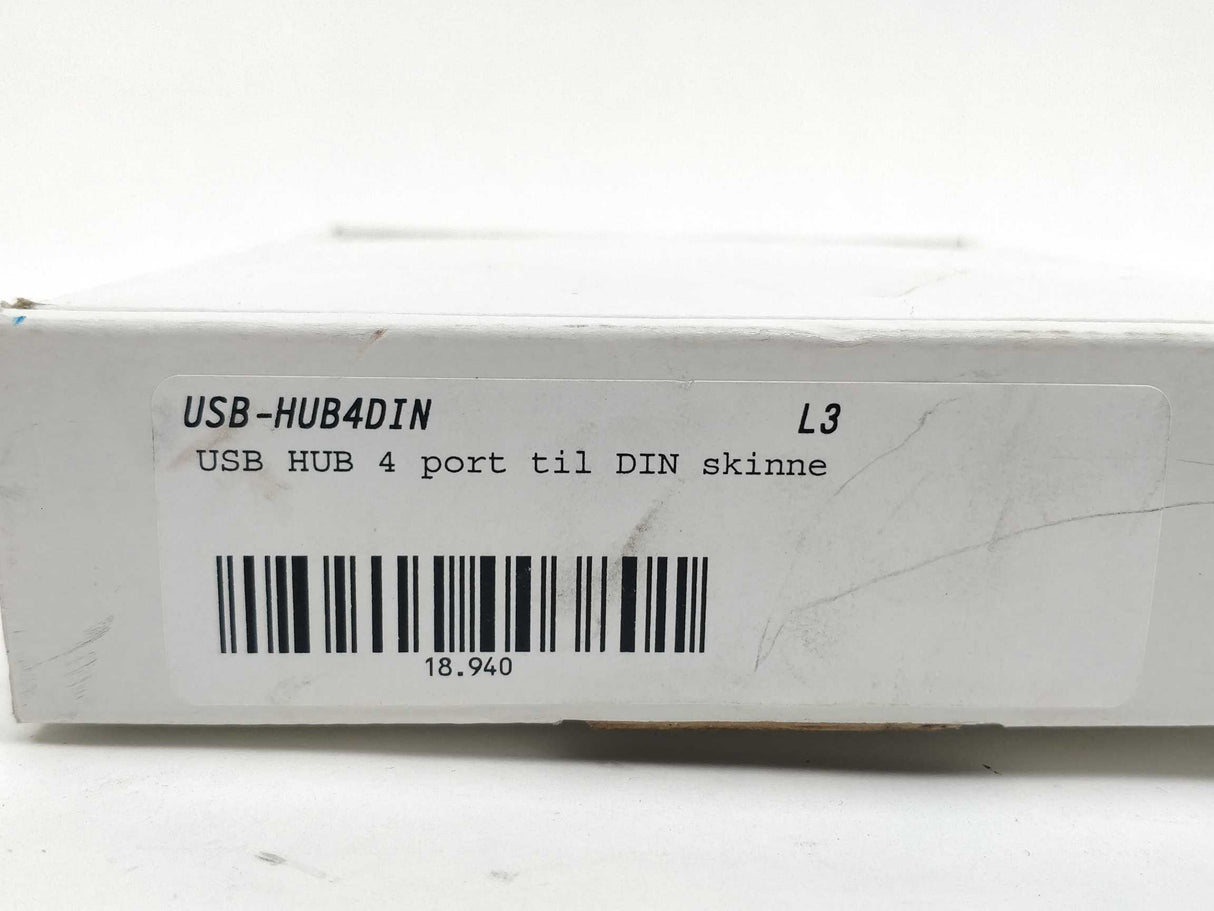 USB-HUB4DIN L3
USB HUB 4 port til DIN skinne
18.940